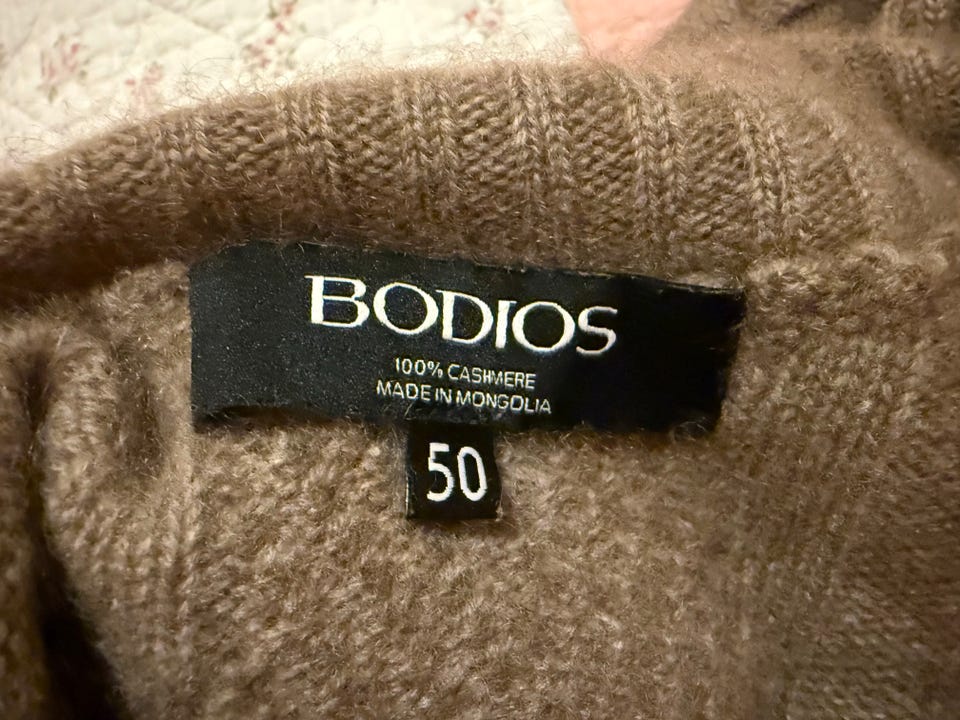 BODIOS
100% CASHMERE
MADE IN MONGOLIA
50